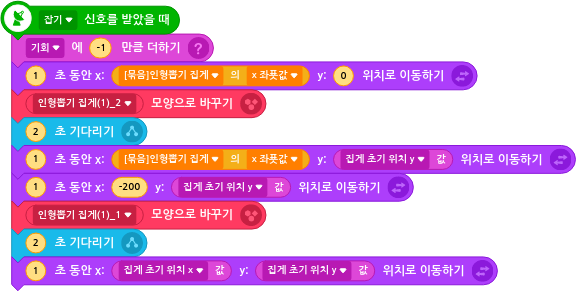 잡기 신호를 받았을 때
기회 에 -1 만큼 더하기 ?
1 초 동안 x: [묶음]인형뽑기 집게 의 x 좌푯값 y: 0 위치로 이동하기
인형뽑기 집게(1)_2 모양으로 바꾸기
2 초 기다리기
1 초 동안 x: [묶음]인형뽑기 집게 의 x 좌푯값 y: 집게 초기 위치 y 값 위치로 이동하기
1 초 동안 x: -200 y: 집게 초기 위치 y 값 위치로 이동하기
인형뽑기 집게(1)_1 모양으로 바꾸기
2 초 기다리기
1 초 동안 x: 집게 초기 위치 x 값 y: 집게 초기 위치 y 값 위치로 이동하기